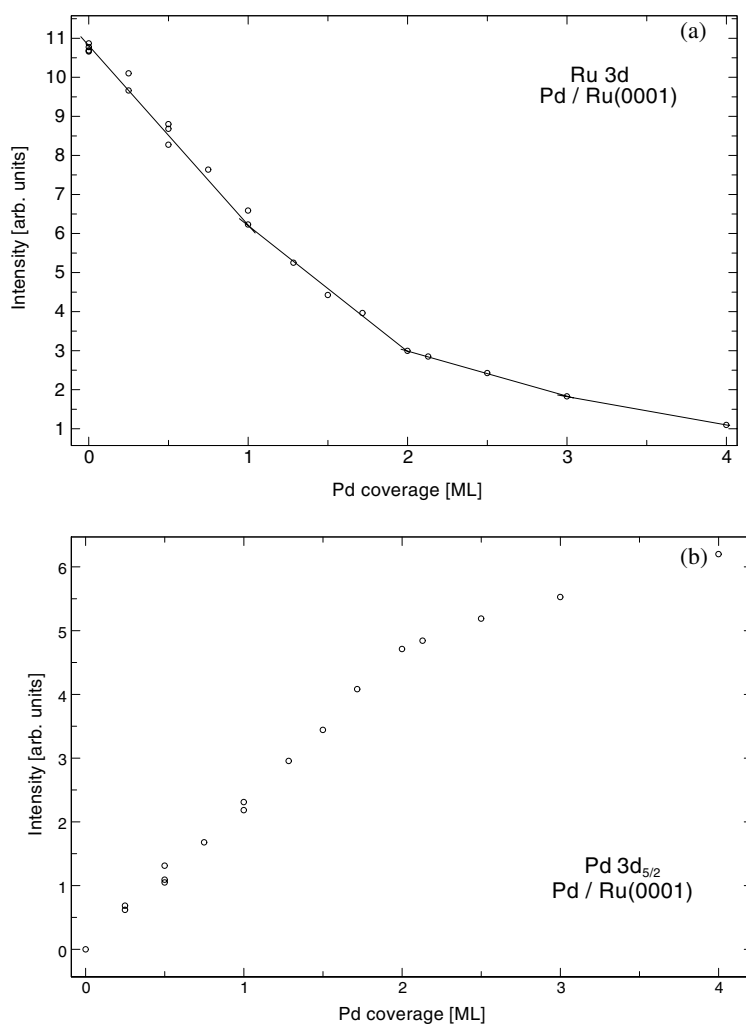 (a)
Ru 3d
Pd / Ru(0001)
11
10
9
8
7
6
5
4
3
2
1
Intensity [arb. units]
0 1 2 3 4
Pd coverage [ML]
(b)
6
5
4
3
2
1
0
Intensity [arb. units]
Pd 3d5/2
Pd / Ru(0001)
0 1 2 3 4
Pd coverage [ML]